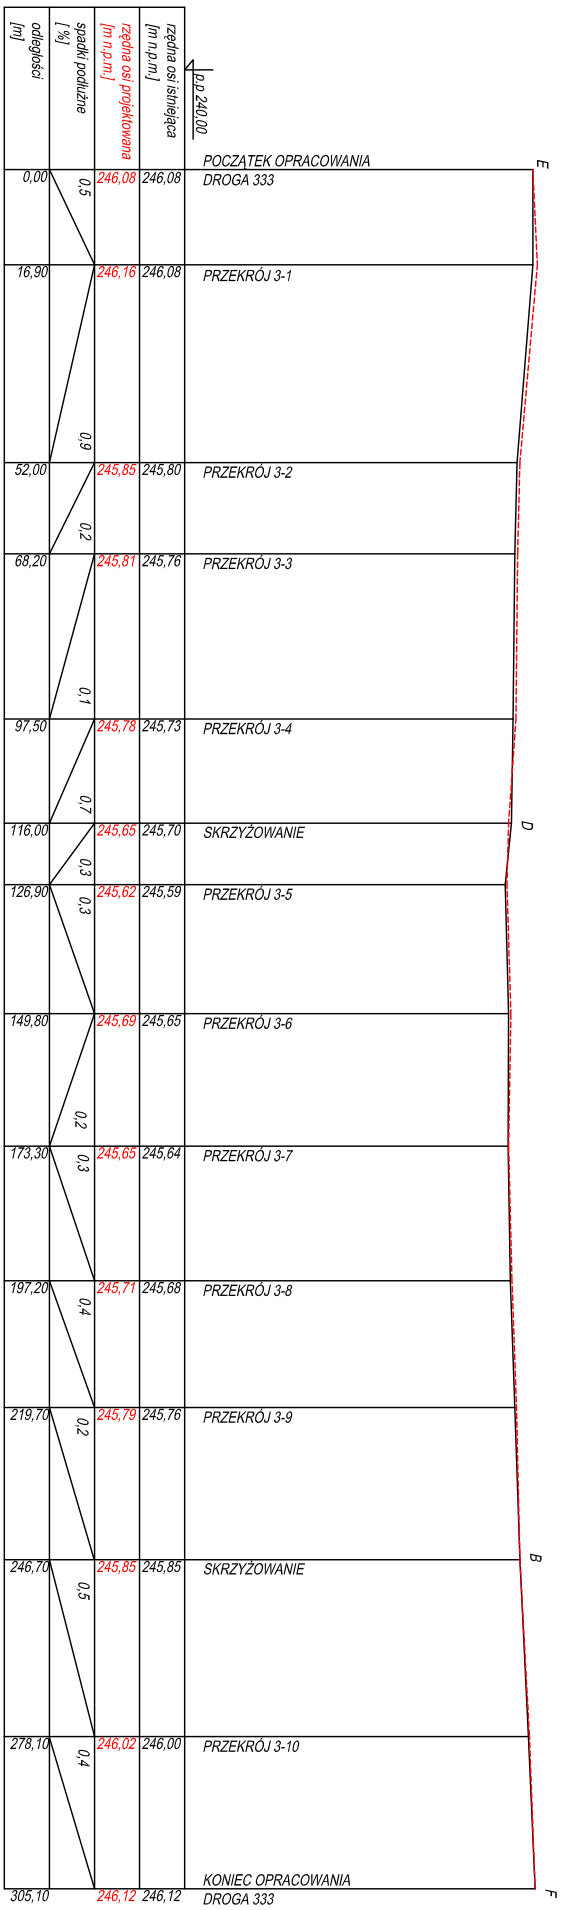 E
D
B
F
p.p 240,00
rzędna osi istniejąca
[m n.p.m.]
rzędna osi projektowana
[m n.p.m.]
spadki podłużne
[ %]
odległości
[m]
POCZĄTEK OPRACOWANIA
0,00 0,5 246,08 246,08 DROGA 333
16,90 246,16 246,08 PRZEKRÓJ 3-1
0,9
52,00 245,85 245,80 PRZEKRÓJ 3-2
0,2
68,20 245,81 245,76 PRZEKRÓJ 3-3
0,1
97,50 245,78 245,73 PRZEKRÓJ 3-4
0,7
116,00 245,65 245,70 SKRZYŻOWANIE
0,3
126,90 0,3 245,62 245,59 PRZEKRÓJ 3-5
149,80 245,69 245,65 PRZEKRÓJ 3-6
0,2
173,30 0,3 245,65 245,64 PRZEKRÓJ 3-7
197,20 0,4 245,71 245,68 PRZEKRÓJ 3-8
219,70 0,2 245,79 245,76 PRZEKRÓJ 3-9
246,70 0,5 245,85 245,85 SKRZYŻOWANIE
278,10 0,4 246,02 246,00 PRZEKRÓJ 3-10
KONIEC OPRACOWANIA
305,10 246,12 246,12 DROGA 333